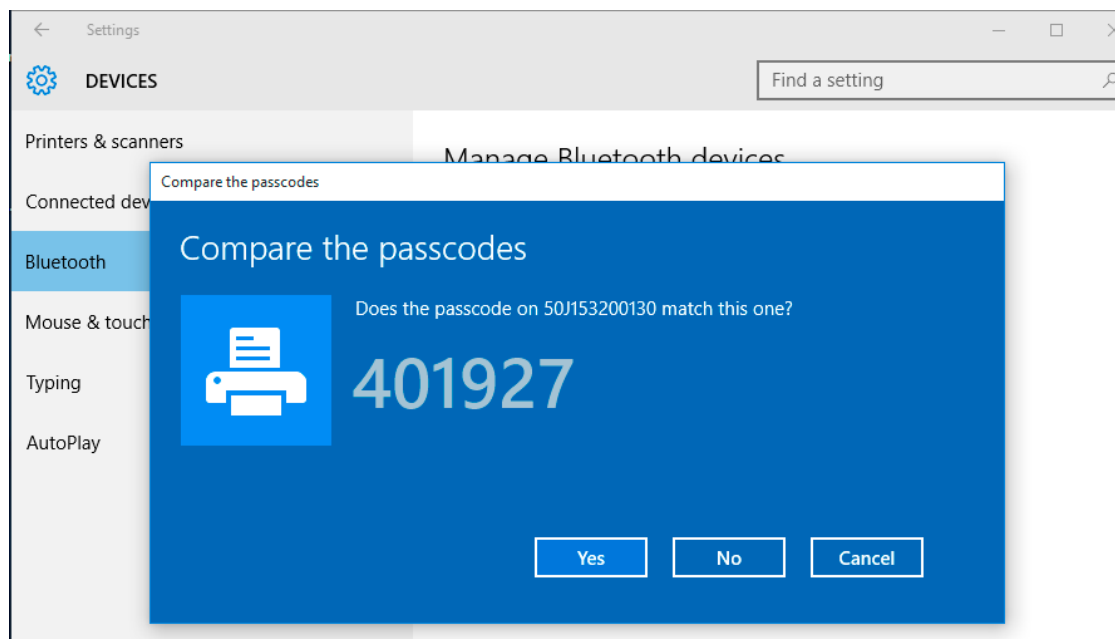 Settings
DEVICES
Find a setting
Printers & scanners
Manage Bluetooth devices
Compare the passcodes
Connected dev
Compare the passcodes
Bluetooth
Does the passcode on 50J153200130 match this one?
Mouse & touch
401927
Typing
AutoPlay
Yes No Cancel